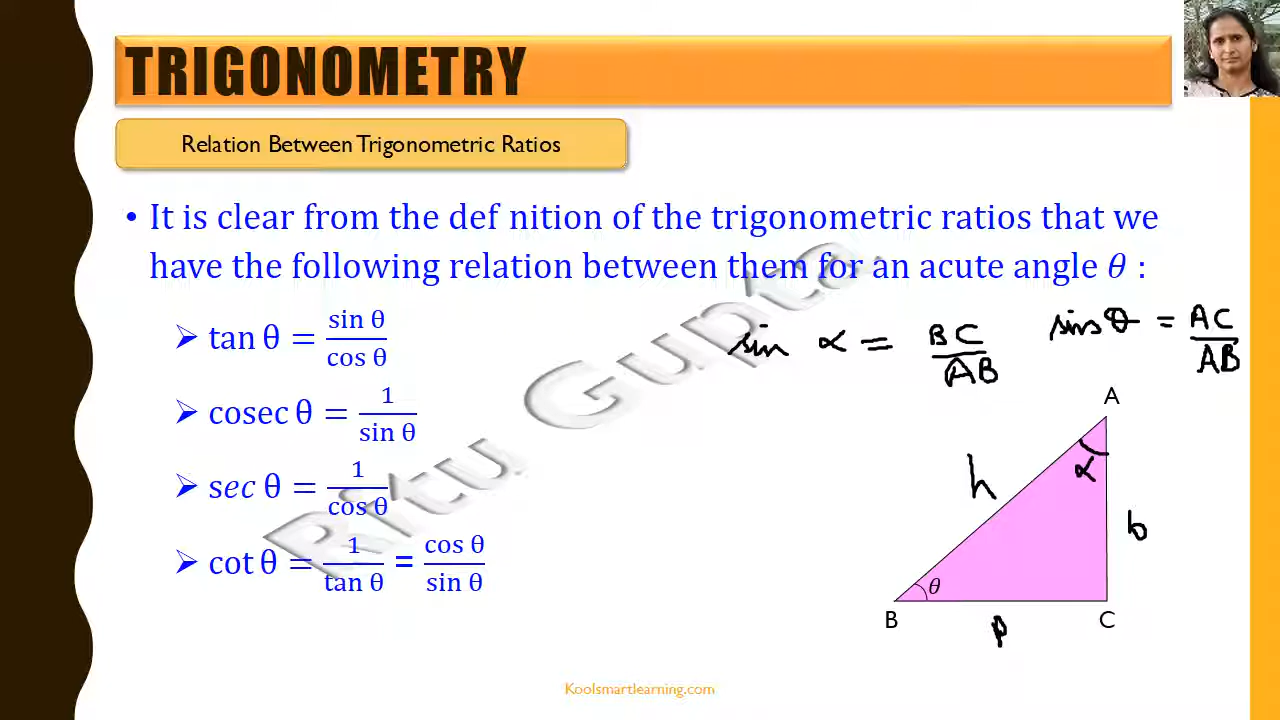 TRIGONOMETRY
Relation Between Trigonometric Ratios
• It is clear from the def nition of the trigonometric ratios that we
have the following relation between them for an acute angle θ :
➢ tan θ = sin θ / cos θ
➢ cosec θ = 1 / sin θ
➢ sec θ = 1 / cos θ
➢ cot θ = 1 / tan θ = cos θ / sin θ
sin α = BC / AB
sin θ = AC / AB
A
α
h
b
θ
B
C
p
Ritu Gupta
Koolsmartlearning.com